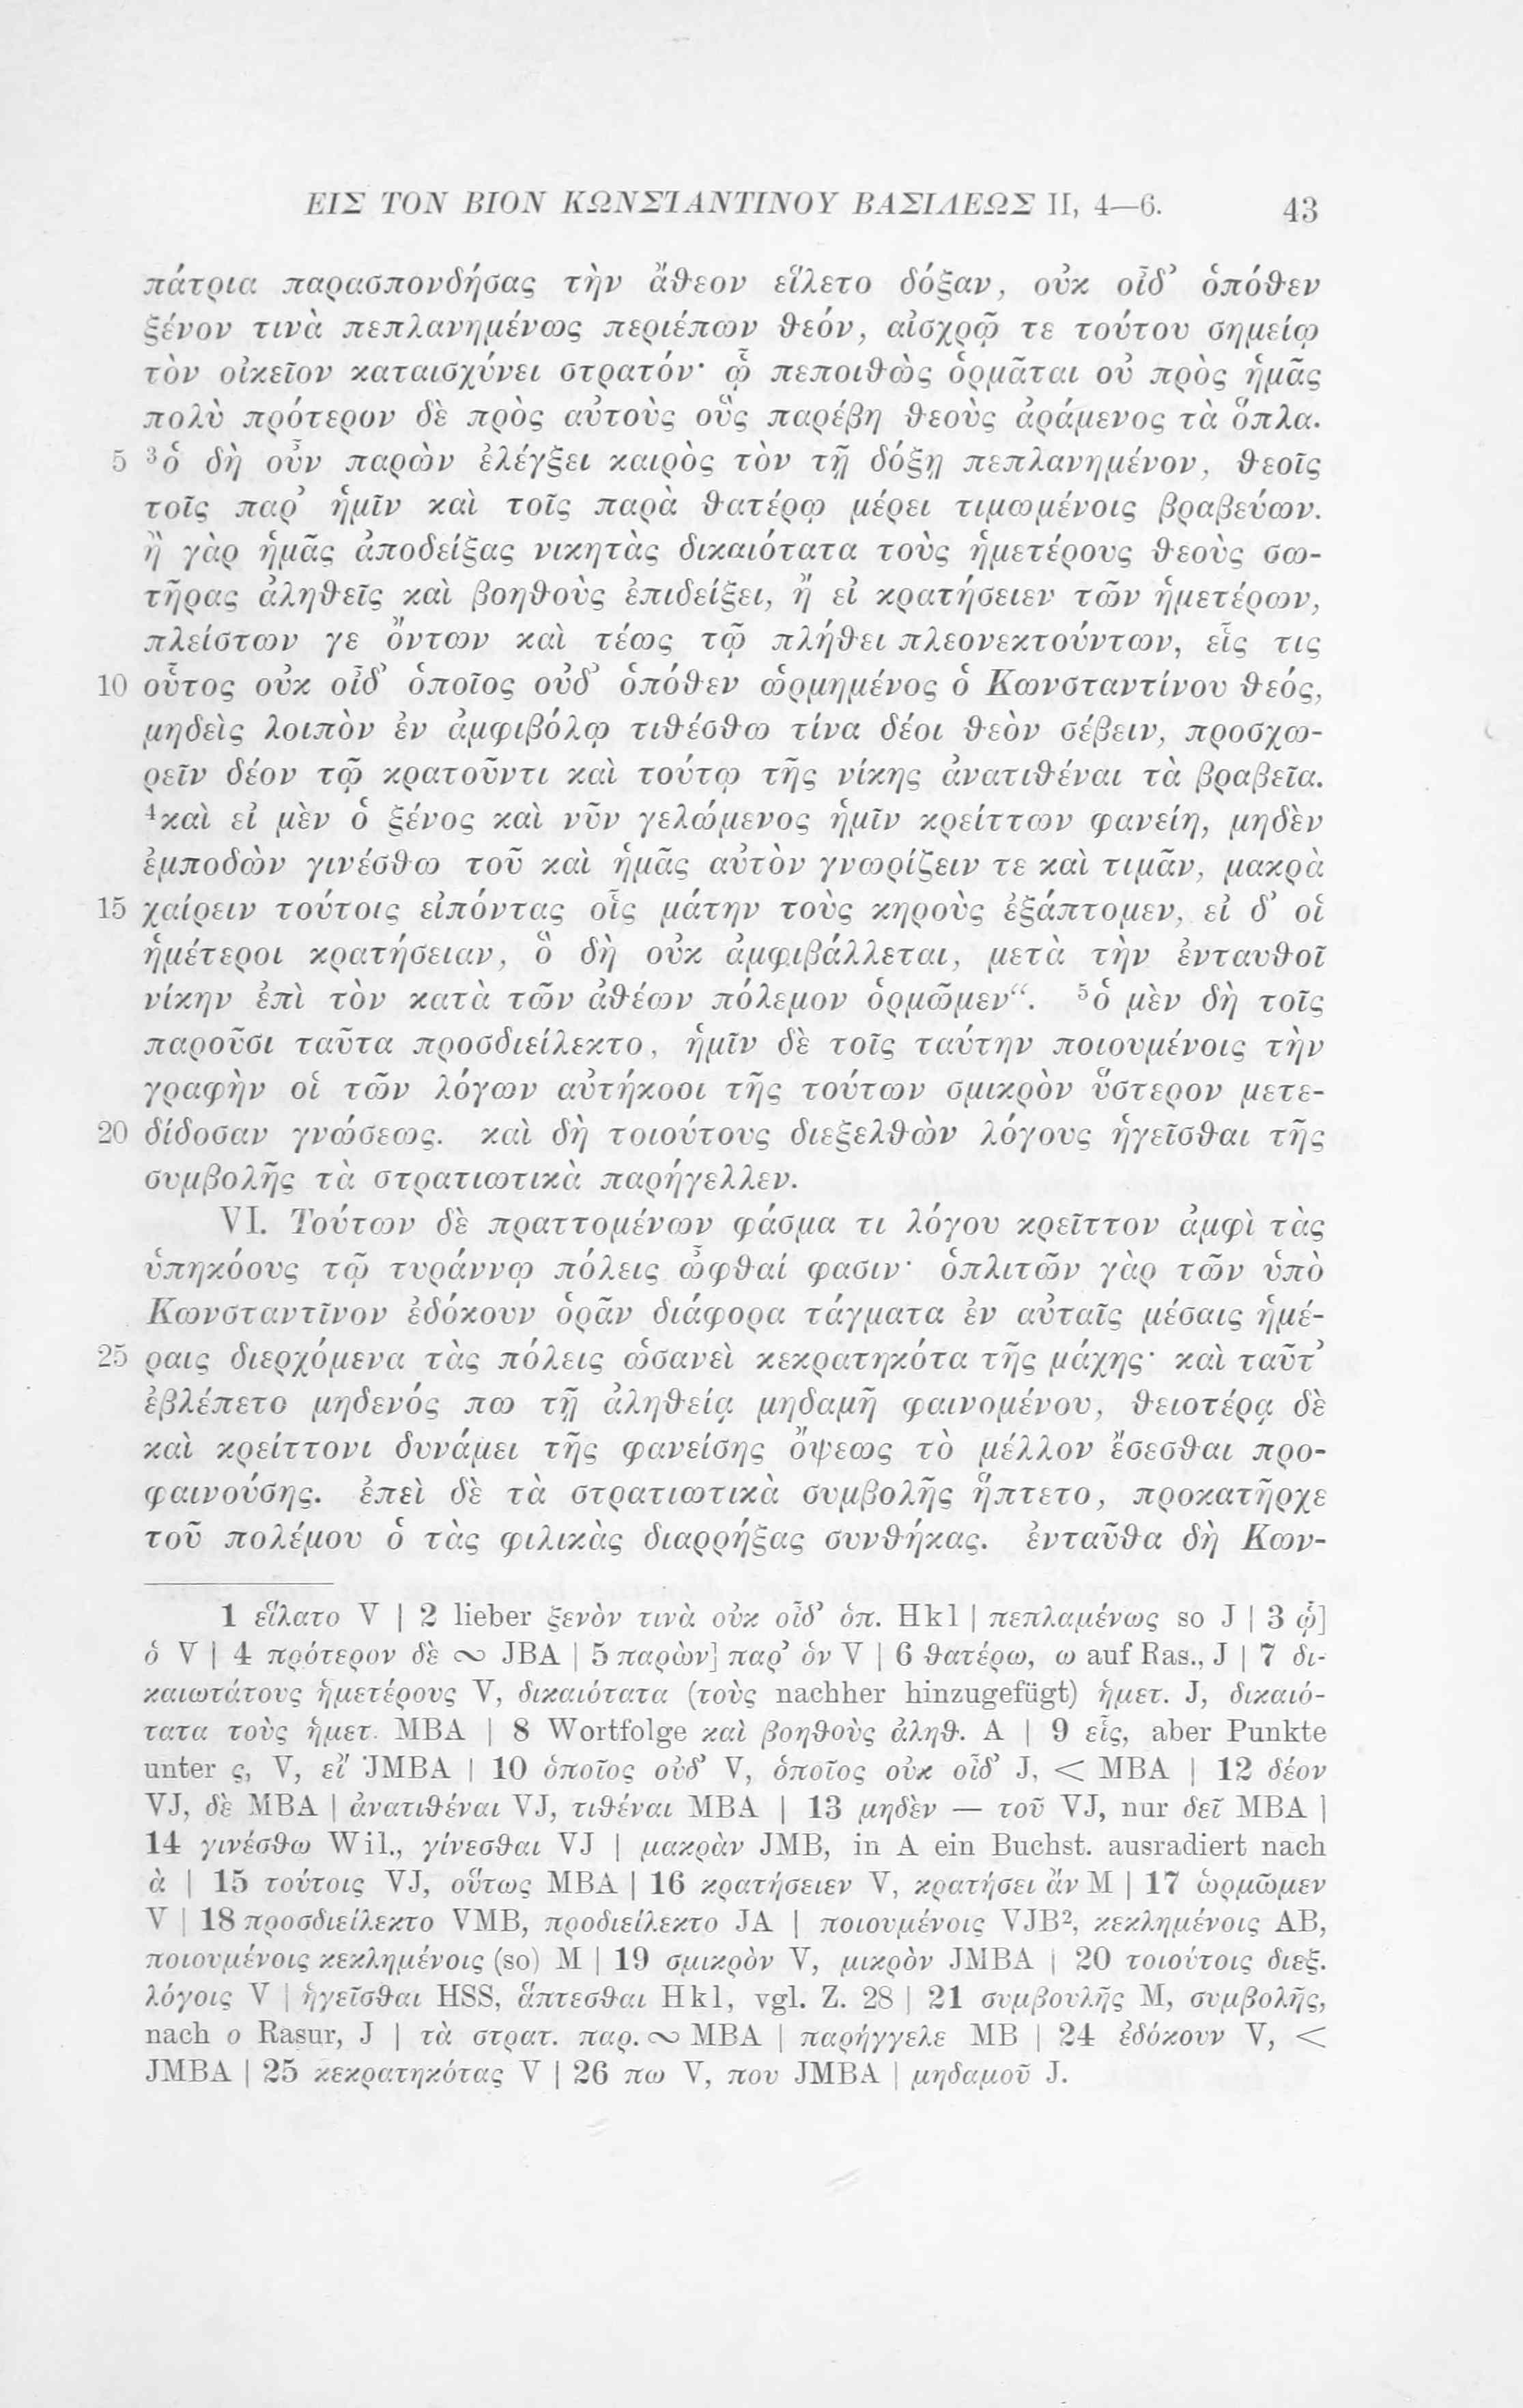 ΕΙΣ ΤΟΝ ΒΙΟΝ ΚΩΝΣΤΑΝΤΙΝΟΥ ΒΑΣΙΛΕΩΣ II, 4—6. 43
πάτρια παρασπονδήσας τὴν ἄθεον εἵλετο δόξαν, οὐκ οἶδ’ ὁπόθεν
ξένον τινὰ πεπλανημένως περιέπων θεόν, αἰσχρῷ τε τούτου σημείῳ
τὸν οἰκεῖον καταισχύνει στρατόν· ᾧ πεποιθὼς ὁρμᾶται οὐ πρὸς ἡμᾶς
πολὺ πρότερον δὲ πρὸς αὐτοὺς οὓς παρέβη θεοὺς ἀράμενος τὰ ὅπλα.
5 ³ὁ δὴ οὖν παρὼν ἐλέγξει καιρὸς τὸν τῇ δόξῃ πεπλανημένον, θεοῖς
τοῖς παρ’ ἡμῖν καὶ τοῖς παρὰ θατέρῳ μέρει τιμωμένοις βραβεύων.
ἢ γὰρ ἡμᾶς ἀποδείξας νικητὰς δικαιότατα τοὺς ἡμετέρους θεοὺς σω-
τῆρας ἀληθεῖς καὶ βοηθοὺς ἐπιδείξει, ἢ εἰ κρατήσειεν τῶν ἡμετέρων,
πλείστων γε ὄντων καὶ τέως τῷ πλήθει πλεονεκτούντων, εἷς τις
10 οὗτος οὐκ οἶδ’ ὁποῖος οὐδ’ ὁπόθεν ὡρμημένος ὁ Κωνσταντίνου θεός,
μηδεὶς λοιπὸν ἐν ἀμφιβόλῳ τιθέσθω τίνα δέοι θεὸν σέβειν, προσχω-
ρεῖν δέον τῷ κρατοῦντι καὶ τούτῳ τῆς νίκης ἀνατιθέναι τὰ βραβεῖα.
⁴καὶ εἰ μὲν ὁ ξένος καὶ νῦν γελώμενος ἡμῖν κρείττων φανείη, μηδὲν
ἐμποδὼν γινέσθω τοῦ καὶ ἡμᾶς αὐτὸν γνωρίζειν τε καὶ τιμᾶν, μακρὰ
15 χαίρειν τούτοις εἰπόντας οἷς μάτην τοὺς κηροὺς ἐξάπτομεν, εἰ δ’ οἱ
ἡμέτεροι κρατήσειαν, ὃ δὴ οὐκ ἀμφιβάλλεται, μετὰ τὴν ἐνταυθοῖ
νίκην ἐπὶ τὸν κατὰ τῶν ἀθέων πόλεμον ὁρμῶμεν“. ⁵ὁ μὲν δὴ τοῖς
παροῦσι ταῦτα προσδιείλεκτο, ἡμῖν δὲ τοῖς ταύτην ποιουμένοις τὴν
γραφὴν οἱ τῶν λόγων αὐτήκοοι τῆς τούτων σμικρὸν ὕστερον μετε-
20 δίδοσαν γνώσεως. καὶ δὴ τοιούτους διεξελθὼν λόγους ἡγεῖσθαι τῆς
συμβολῆς τὰ στρατιωτικὰ παρήγελλεν.
VI. Τούτων δὲ πραττομένων φάσμα τι λόγου κρεῖττον ἀμφὶ τὰς
ὑπηκόους τῷ τυράννῳ πόλεις ὦφθαί φασιν· ὁπλιτῶν γὰρ τῶν ὑπὸ
Κωνσταντῖνον ἐδόκουν ὁρᾶν διάφορα τάγματα ἐν αὐταῖς μέσαις ἡμέ-
25 ραις διερχόμενα τὰς πόλεις ὡσανεὶ κεκρατηκότα τῆς μάχης· καὶ ταῦτ’
ἐβλέπετο μηδενός πω τῇ ἀληθείᾳ μηδαμῆ φαινομένου, θειοτέρᾳ δὲ
καὶ κρείττονι δυνάμει τῆς φανείσης ὄψεως τὸ μέλλον ἔσεσθαι προ-
φαινούσης. ἐπεὶ δὲ τὰ στρατιωτικὰ συμβολῆς ἥπτετο, προκατῆρχε
τοῦ πολέμου ὁ τὰς φιλικὰς διαρρήξας συνθήκας. ἐνταῦθα δὴ Κων-
1 εἵλατο V | 2 lieber ξενὸν τινὰ οὐκ οἶδ’ ὁπ. Hkl | πεπλαμένως so J | 3 ᾧ]
ὁ V | 4 πρότερον δὲ ∾ JBA | 5 παρὼν] παρ’ ὃν V | 6 θατέρω, ω auf Ras., J | 7 δι-
καιωτάτους ἡμετέρους V, δικαιότατα (τοὺς nachher hinzugefügt) ἡμετ. J, δικαιό-
τατα τοὺς ἡμετ. MBA | 8 Wortfolge καὶ βοηθοὺς ἀληθ. A | 9 εἷς, aber Punkte
unter ς, V, εἴ JMBA | 10 ὁποῖος οὐδ’ V, ὁποῖος οὐκ οἶδ’ J, < MBA | 12 δέον
VJ, δὲ MBA | ἀνατιθέναι VJ, τιθέναι MBA | 13 μηδὲν — τοῦ VJ, nur δεῖ MBA |
14 γινέσθω Wil., γίνεσθαι VJ | μακρὰν JMB, in A ein Buchst. ausradiert nach
ὰ | 15 τούτοις VJ, οὕτως MBA | 16 κρατήσειεν V, κρατήσει ἂν M | 17 ὡρμῶμεν
V | 18 προσδιείλεκτο VMB, προδιείλεκτο JA | ποιουμένοις VJB², κεκλημένοις AB,
ποιουμένοις κεκλημένοις (so) M | 19 σμικρὸν V, μικρὸν JMBA | 20 τοιούτοις διεξ.
λόγοις V | ἡγεῖσθαι HSS, ἅπτεσθαι Hkl, vgl. Z. 28 | 21 συμβουλῆς M, συμβολῆς,
nach ο Rasur, J | τὰ στρατ. παρ. ∾ MBA | παρήγγελε MB | 24 ἐδόκουν V, <
JMBA | 25 κεκρατηκότας V | 26 πω V, που JMBA | μηδαμοῦ J.